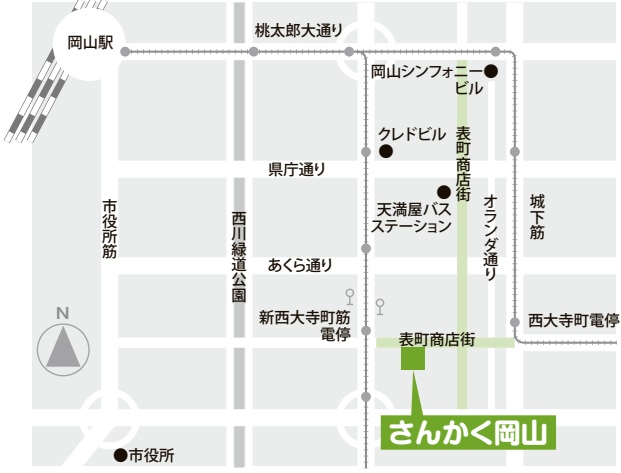 桃太郎大通り
岡山駅
岡山シンフォニー
ビル
クレドビル
表町商店街
県庁通り
天満屋バス
ステーション
市役所筋
西川緑道公園
オランダ通り
城下筋
あくら通り
N
新西大寺町筋
電停
西大寺町電停
表町商店街
さんかく岡山
市役所